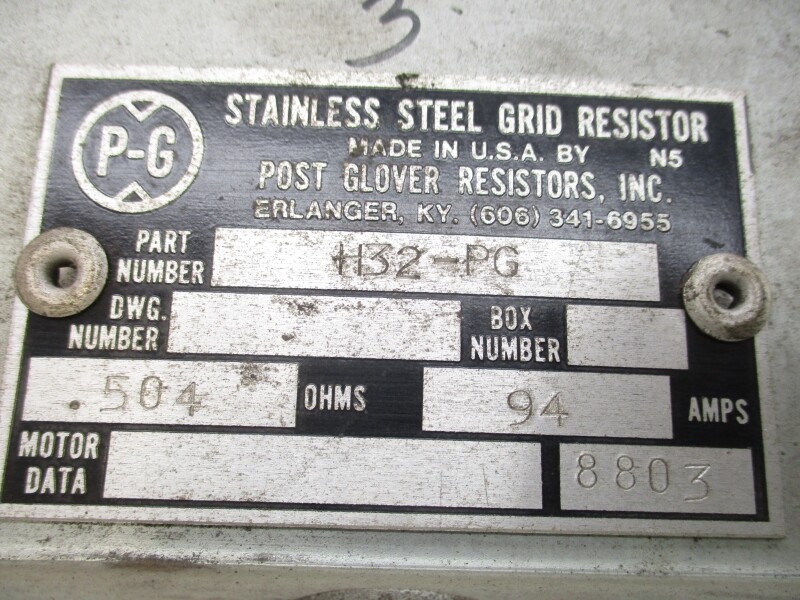 3
P-G
STAINLESS STEEL GRID RESISTOR
MADE IN U.S.A. BY N5
POST GLOVER RESISTORS, INC.
ERLANGER, KY. (606) 341-6955
PART NUMBER H32-PG
DWG. NUMBER
BOX NUMBER
.504 OHMS 94 AMPS
MOTOR DATA 8803